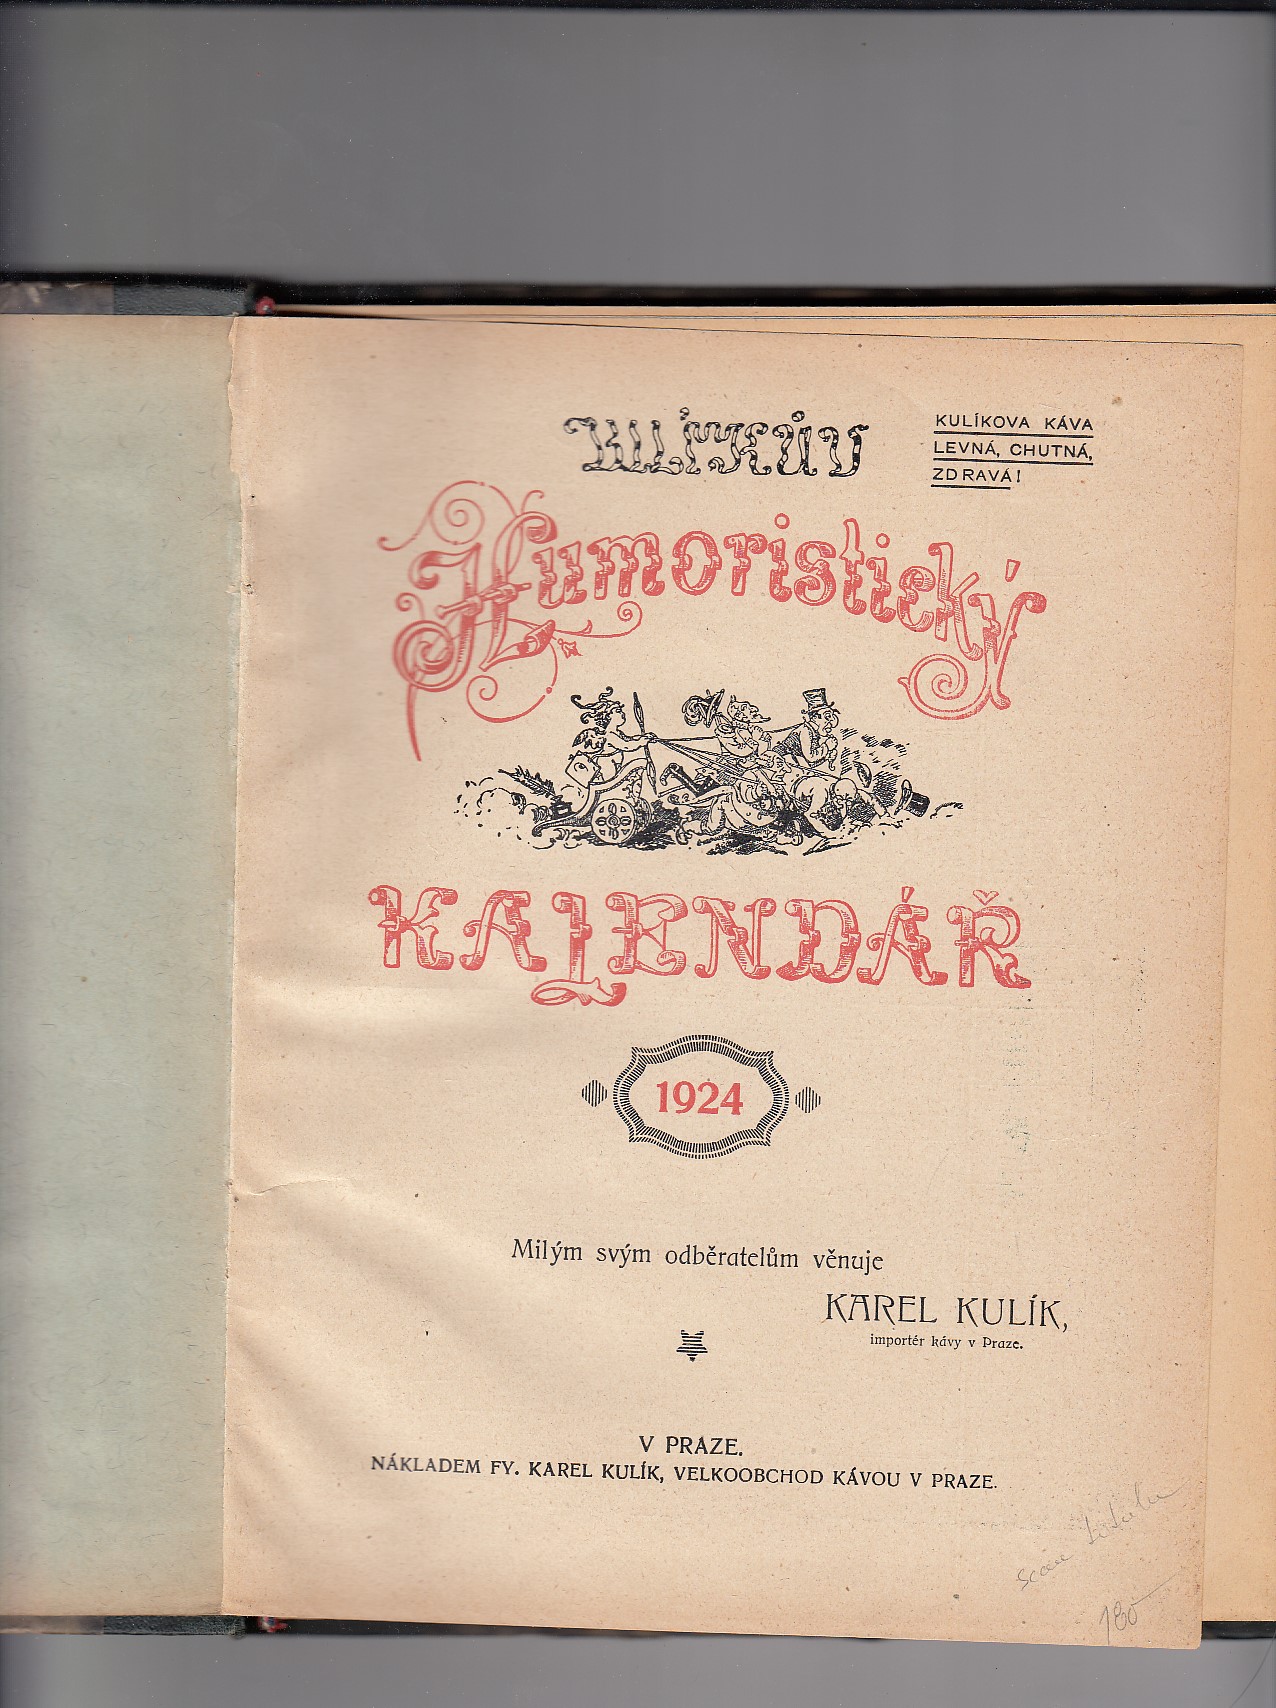 VILÍMKŮV
KULÍKOVA KÁVA
LEVNÁ, CHUTNÁ,
ZDRAVÁ!
Humoristický
KALENDÁŘ
1924
Milým svým odběratelům věnuje
KAREL KULÍK,
importér kávy v Praze.
V PRAZE.
NÁKLADEM FY. KAREL KULÍK, VELKOOBCHOD KÁVOU V PRAZE.
180